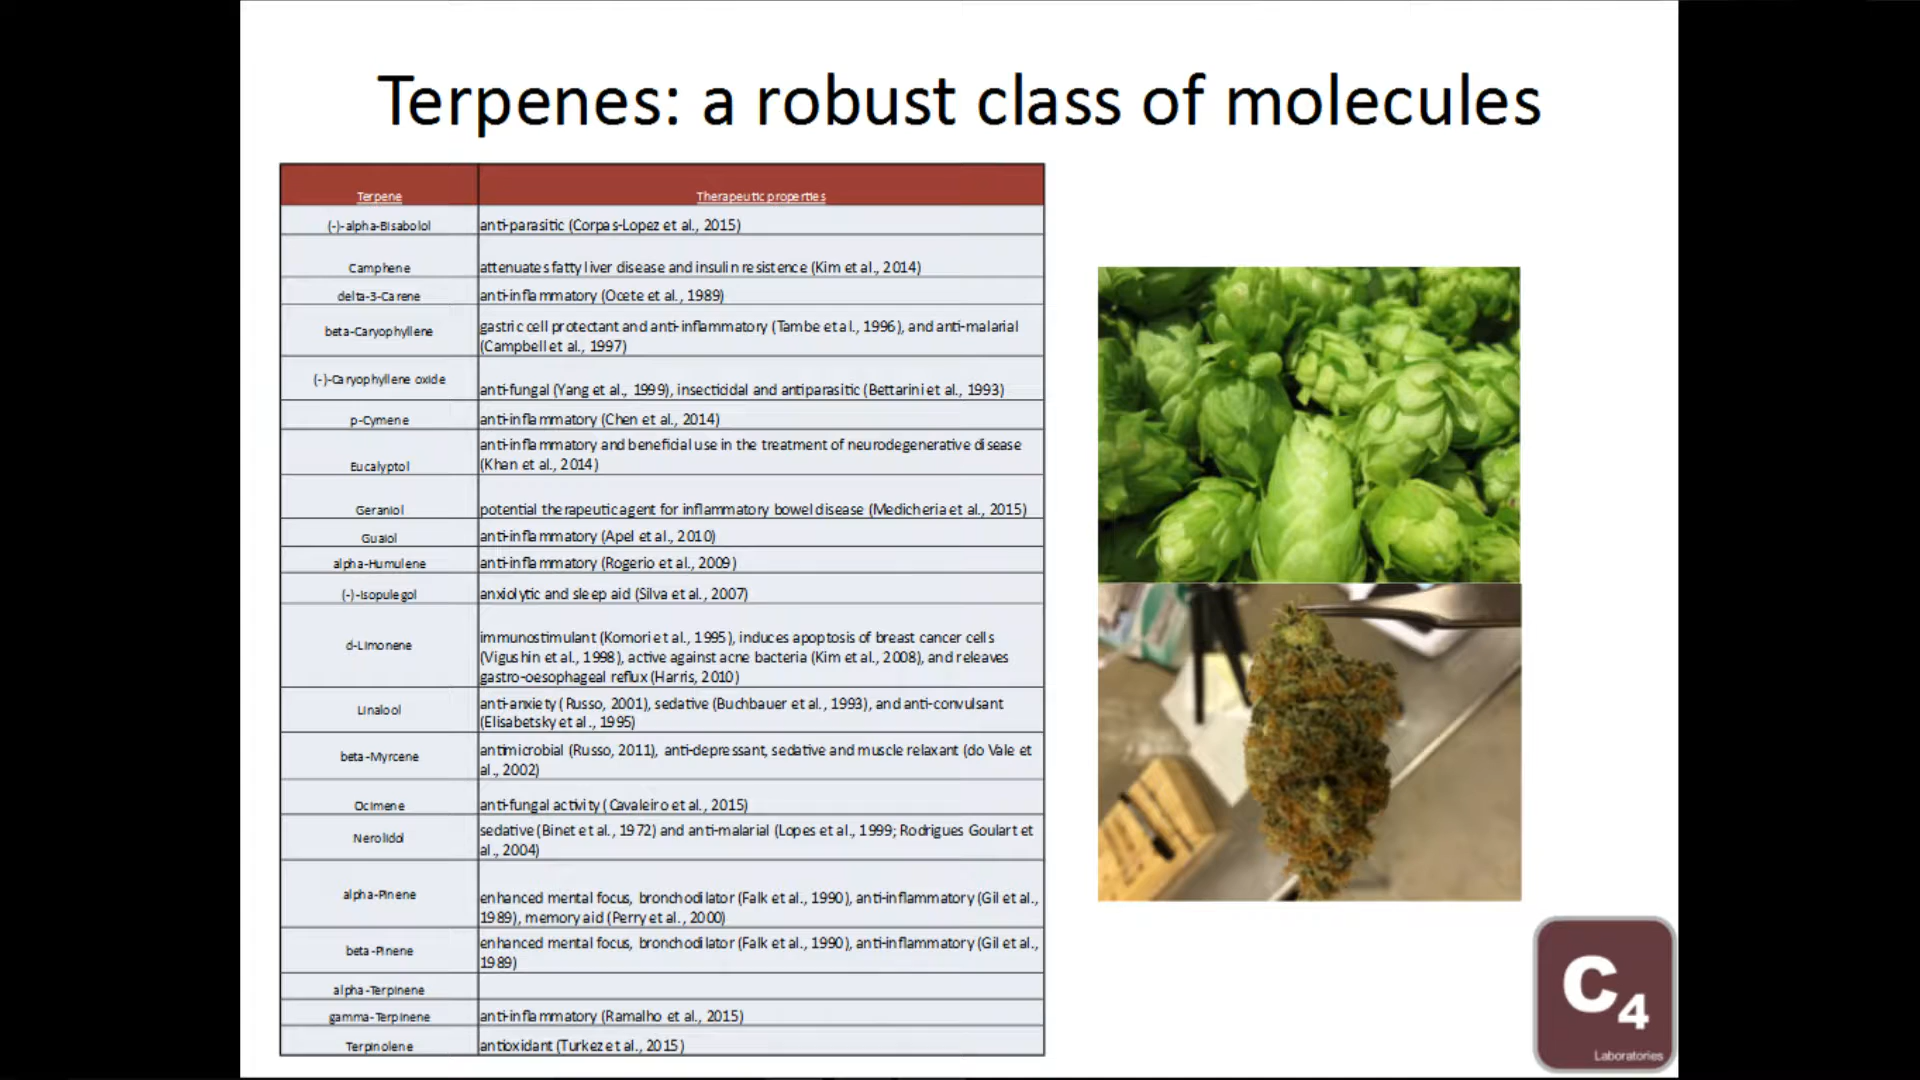 Terpenes: a robust class of molecules
Terpene
Therapeutic properties
(-)-alpha-Bisabolol
anti-parasitic (Corpas-Lopez et al., 2015)
Camphene
attenuates fatty liver disease and insulin resistence (Kim et al., 2014)
delta-3-Carene
anti-inflammatory (Ocete et al., 1989)
beta-Caryophyllene
gastric cell protectant and anti-inflammatory (Tambe et al., 1996), and anti-malarial
(Campbell et al., 1997)
(-)-Caryophyllene oxide
anti-fungal (Yang et al., 1999), insecticidal and antiparasitic (Bettarini et al., 1993)
p-Cymene
anti-inflammatory (Chen et al., 2014)
Eucalyptol
anti-inflammatory and beneficial use in the treatment of neurodegenerative disease
(Khan et al., 2014)
Geraniol
potential therapeutic agent for inflammatory bowel disease (Medicheria et al., 2015)
Guaiol
anti-inflammatory (Apel et al., 2010)
alpha-Humulene
anti-inflammatory (Rogerio et al., 2009)
(-)-Isopulegol
anxiolytic and sleep aid (Silva et al., 2007)
d-Limonene
immunostimulant (Komori et al., 1995), induces apoptosis of breast cancer cells
(Vigushin et al., 1998), active against acne bacteria (Kim et al., 2008), and releaves
gastro-oesophageal reflux (Harris, 2010)
Linalool
anti-anxiety (Russo, 2001), sedative (Buchbauer et al., 1993), and anti-convulsant
(Elisabetsky et al., 1995)
beta-Myrcene
antimicrobial (Russo, 2011), anti-depressant, sedative and muscle relaxant (do Vale et
al., 2002)
Ocimene
anti-fungal activity (Cavaleiro et al., 2015)
Nerolidol
sedative (Binet et al., 1972) and anti-malarial (Lopes et al., 1999; Rodrigues Goulart et
al., 2004)
alpha-Pinene
enhanced mental focus, bronchodilator (Falk et al., 1990), anti-inflammatory (Gil et al.,
1989), memory aid (Perry et al., 2000)
beta-Pinene
enhanced mental focus, bronchodilator (Falk et al., 1990), anti-inflammatory (Gil et al.,
1989)
alpha-Terpinene
gamma-Terpinene
anti-inflammatory (Ramalho et al., 2015)
Terpinolene
antioxidant (Turkez et al., 2015)
C4
Laboratories